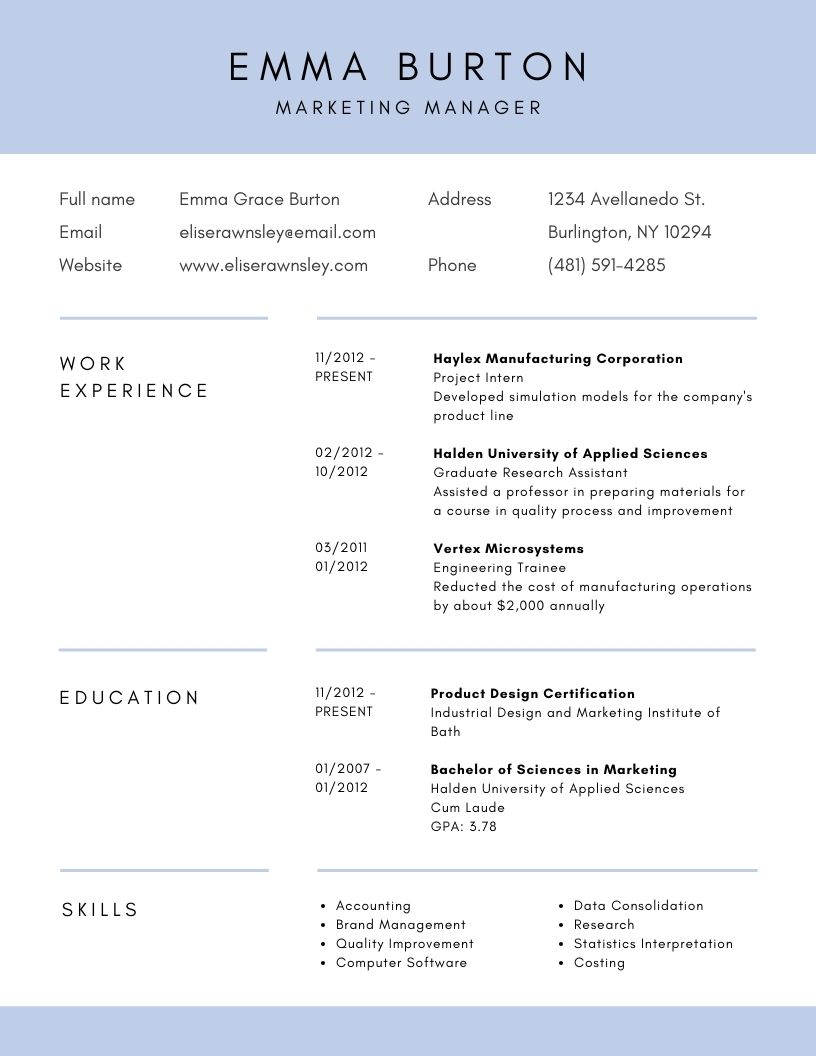 EMMA BURTON
MARKETING MANAGER
Full name Emma Grace Burton
Email eliserawnsley@email.com
Website www.eliserawnsley.com
Address 1234 Avellanedo St.
Burlington, NY 10294
Phone (481) 591-4285
WORK
EXPERIENCE
11/2012 -
PRESENT
Haylex Manufacturing Corporation
Project Intern
Developed simulation models for the company's
product line
02/2012 -
10/2012
Halden University of Applied Sciences
Graduate Research Assistant
Assisted a professor in preparing materials for
a course in quality process and improvement
03/2011
01/2012
Vertex Microsystems
Engineering Trainee
Reducted the cost of manufacturing operations
by about $2,000 annually
EDUCATION
11/2012 -
PRESENT
Product Design Certification
Industrial Design and Marketing Institute of
Bath
01/2007 -
01/2012
Bachelor of Sciences in Marketing
Halden University of Applied Sciences
Cum Laude
GPA: 3.78
SKILLS
• Accounting
• Brand Management
• Quality Improvement
• Computer Software
• Data Consolidation
• Research
• Statistics Interpretation
• Costing